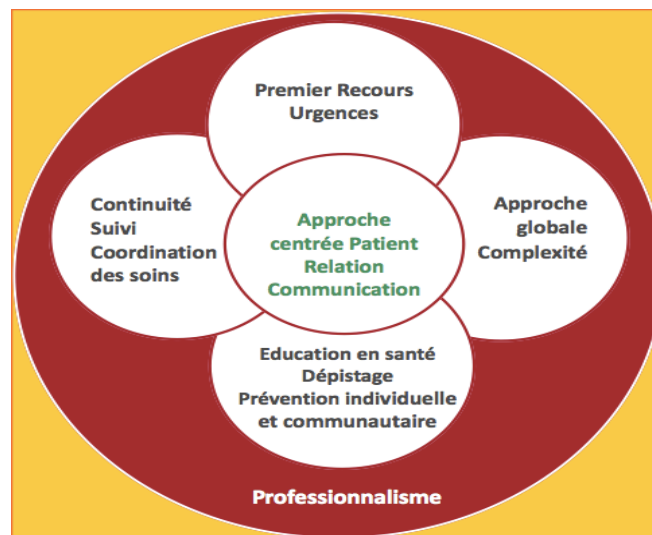 Premier Recours
Urgences
Continuité
Suivi
Coordination
des soins
Approche
centrée Patient
Relation
Communication
Approche
globale
Complexité
Education en santé
Dépistage
Prévention individuelle
et communautaire
Professionnalisme